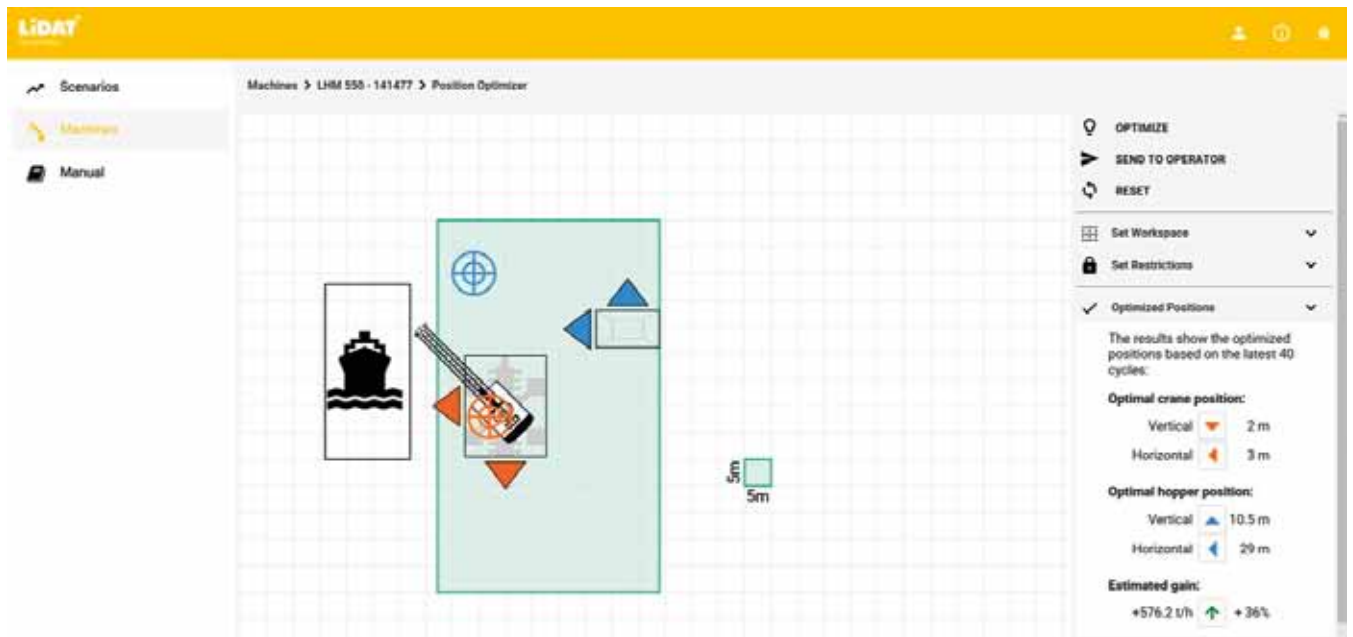 LiDAT
Scenarios
Machines
Manual
Machines > LHM 550 - 141477 > Position Optimizer
5m
5m
OPTIMIZE
SEND TO OPERATOR
RESET
Set Workspace
Set Restrictions
Optimized Positions
The results show the optimized
positions based on the latest 40
cycles:
Optimal crane position:
Vertical 2 m
Horizontal 3 m
Optimal hopper position:
Vertical 10.5 m
Horizontal 29 m
Estimated gain:
+576.2 t/h + 36%